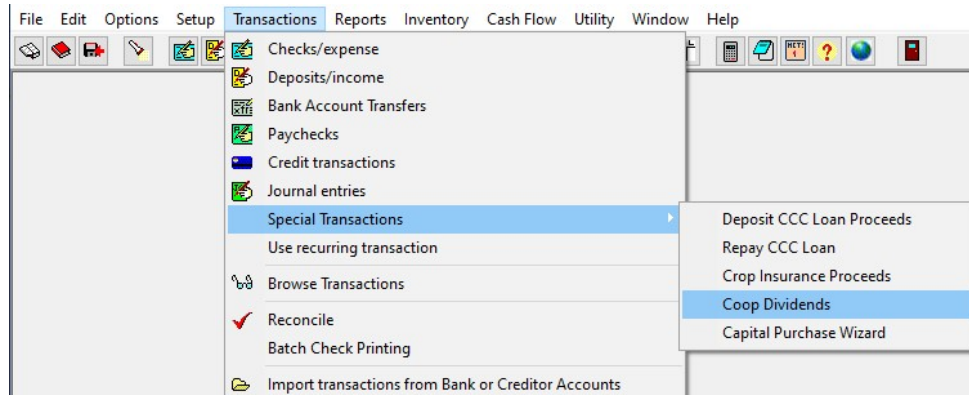 File Edit Options Setup Transactions Reports Inventory Cash Flow Utility Window Help
Checks/expense
Deposits/income
Bank Account Transfers
Paychecks
Credit transactions
Journal entries
Special Transactions
Use recurring transaction
Browse Transactions
Reconcile
Batch Check Printing
Import transactions from Bank or Creditor Accounts
Deposit CCC Loan Proceeds
Repay CCC Loan
Crop Insurance Proceeds
Coop Dividends
Capital Purchase Wizard